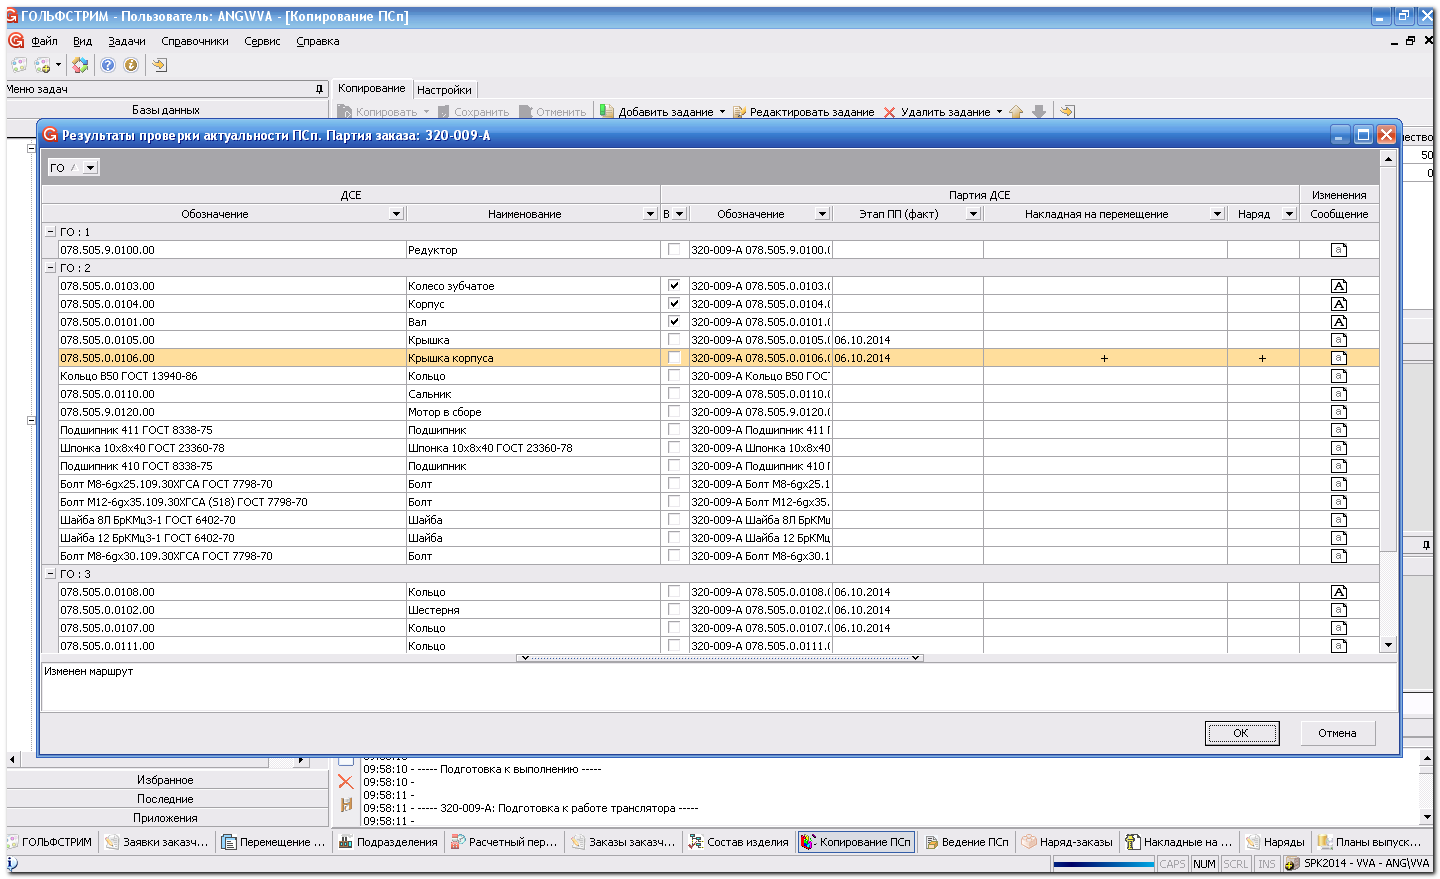 ГОЛЬФСТРИМ - Пользователь: ANG\VVA - [Копирование ПСп]
Файл Вид Задачи Справочники Сервис Справка
Меню задач
Копирование Настройки
Базы данных
Копировать Сохранить Отменить Добавить задание Редактировать задание Удалить задание
Результаты проверки актуальности ПСп. Партия заказа: 320-009-А
50
0
ГО
ДСЕ Партия ДСЕ Изменения
Обозначение Наименование В Обозначение Этап ПП (факт) Накладная на перемещение Наряд Сообщение
ГО : 1
078.505.9.0100.00 Редуктор 320-009-А 078.505.9.0100.( a
ГО : 2
078.505.0.0103.00 Колесо зубчатое 320-009-А 078.505.0.0103.( A
078.505.0.0104.00 Корпус 320-009-А 078.505.0.0104.( A
078.505.0.0101.00 Вал 320-009-А 078.505.0.0101.( A
078.505.0.0105.00 Крышка 320-009-А 078.505.0.0105.( 06.10.2014 a
078.505.0.0106.00 Крышка корпуса 320-009-А 078.505.0.0106.( 06.10.2014 + + a
Кольцо В50 ГОСТ 13940-86 Кольцо 320-009-А Кольцо В50 ГОС a
078.505.0.0110.00 Сальник 320-009-А 078.505.0.0110.( a
078.505.9.0120.00 Мотор в сборе 320-009-А 078.505.9.0120.( a
Подшипник 411 ГОСТ 8338-75 Подшипник 320-009-А Подшипник 411 a
Шпонка 10х8х40 ГОСТ 23360-78 Шпонка 10х8х40 ГОСТ 23360-78 320-009-А Шпонка 10х8х40 a
Подшипник 410 ГОСТ 8338-75 Подшипник 320-009-А Подшипник 410 a
Болт М8-6gх25.109.30ХГСА ГОСТ 7798-70 Болт 320-009-А Болт М8-6gх25.1 a
Болт М12-6gх35.109.30ХГСА (S18) ГОСТ 7798-70 Болт 320-009-А Болт М12-6gх35. a
Шайба 8Л БрКМц3-1 ГОСТ 6402-70 Шайба 320-009-А Шайба 8Л БрКМц a
Шайба 12 БрКМц3-1 ГОСТ 6402-70 Шайба 320-009-А Шайба 12 БрКМц a
Болт М8-6gх30.109.30ХГСА ГОСТ 7798-70 Болт 320-009-А Болт М8-6gх30.1 a
ГО : 3
078.505.0.0108.00 Кольцо 320-009-А 078.505.0.0108.( 06.10.2014 A
078.505.0.0102.00 Шестерня 320-009-А 078.505.0.0102.( 06.10.2014 a
078.505.0.0107.00 Кольцо 320-009-А 078.505.0.0107.( 06.10.2014 a
078.505.0.0111.00 Кольцо 320-009-А 078.505.0.0111.( a
Изменен маршрут
ОК Отмена
09:58:10 - ----- Подготовка к выполнению -----
09:58:10 -
09:58:11 -
09:58:11 - ----- 320-009-А: Подготовка к работе транслятора -----
09:58:11 -
Избранное
Последние
Приложения
ГОЛЬФСТРИМ Заявки заказч... Перемещение ... Подразделения Расчетный пер... Заказы заказч... Состав изделия Копирование ПСп Ведение ПСп Наряд-заказы Накладные на ... Наряды Планы выпуск...
CAPS NUM SCRL INS SPK2014 - VVA - ANG\VVA